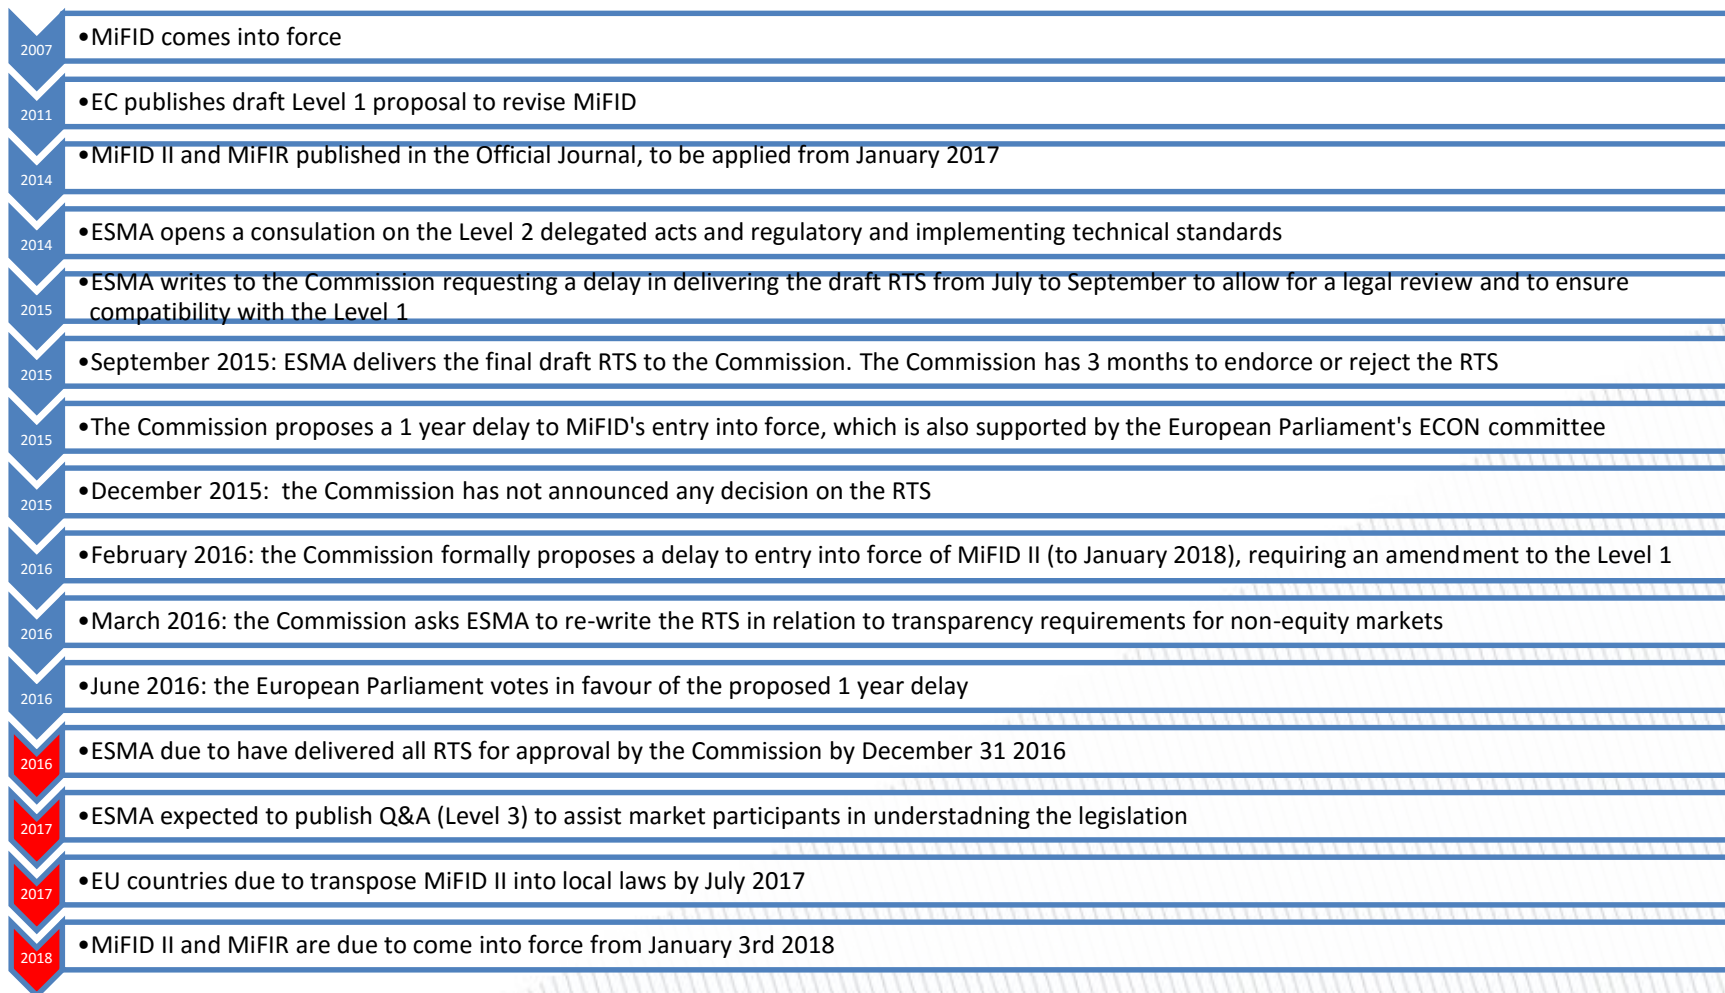 2007
•MiFID comes into force
2011
•EC publishes draft Level 1 proposal to revise MiFID
2014
•MiFID II and MiFIR published in the Official Journal, to be applied from January 2017
2014
•ESMA opens a consulation on the Level 2 delegated acts and regulatory and implementing technical standards
2015
•ESMA writes to the Commission requesting a delay in delivering the draft RTS from July to September to allow for a legal review and to ensure
compatibility with the Level 1
2015
•September 2015: ESMA delivers the final draft RTS to the Commission. The Commission has 3 months to endorce or reject the RTS
2015
•The Commission proposes a 1 year delay to MiFID's entry into force, which is also supported by the European Parliament's ECON committee
2015
•December 2015:  the Commission has not announced any decision on the RTS
2016
•February 2016: the Commission formally proposes a delay to entry into force of MiFID II (to January 2018), requiring an amendment to the Level 1
2016
•March 2016: the Commission asks ESMA to re-write the RTS in relation to transparency requirements for non-equity markets
2016
•June 2016: the European Parliament votes in favour of the proposed 1 year delay
2016
•ESMA due to have delivered all RTS for approval by the Commission by December 31 2016
2017
•ESMA expected to publish Q&A (Level 3) to assist market participants in understadning the legislation
2017
•EU countries due to transpose MiFID II into local laws by July 2017
2018
•MiFID II and MiFIR are due to come into force from January 3rd 2018